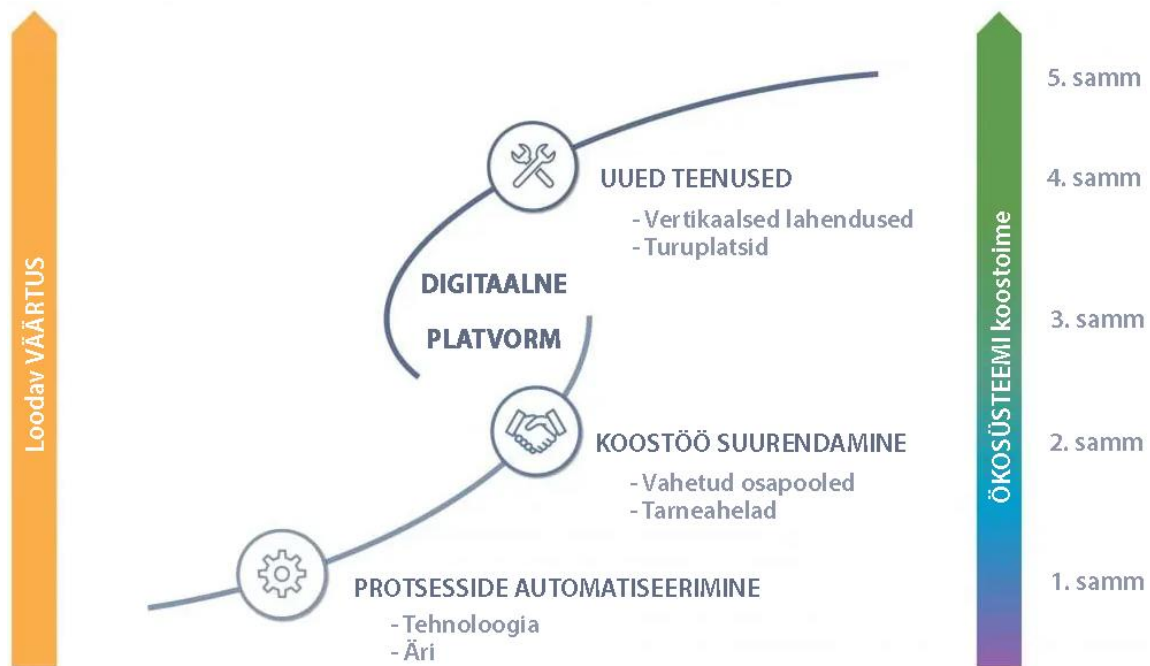 5. samm
UUED TEENUSED
4. samm
- Vertikaalsed lahendused
- Turuplatsid
DIGITAALNE
PLATVORM
3. samm
Loodav VÄÄRTUS
ÖKOSÜSTEEMI koostoime
KOOSTÖÖ SUURENDAMINE
2. samm
- Vahetud osapooled
- Tarneahelad
PROTSESSIDE AUTOMATISEERIMINE
1. samm
- Tehnoloogia
- Äri